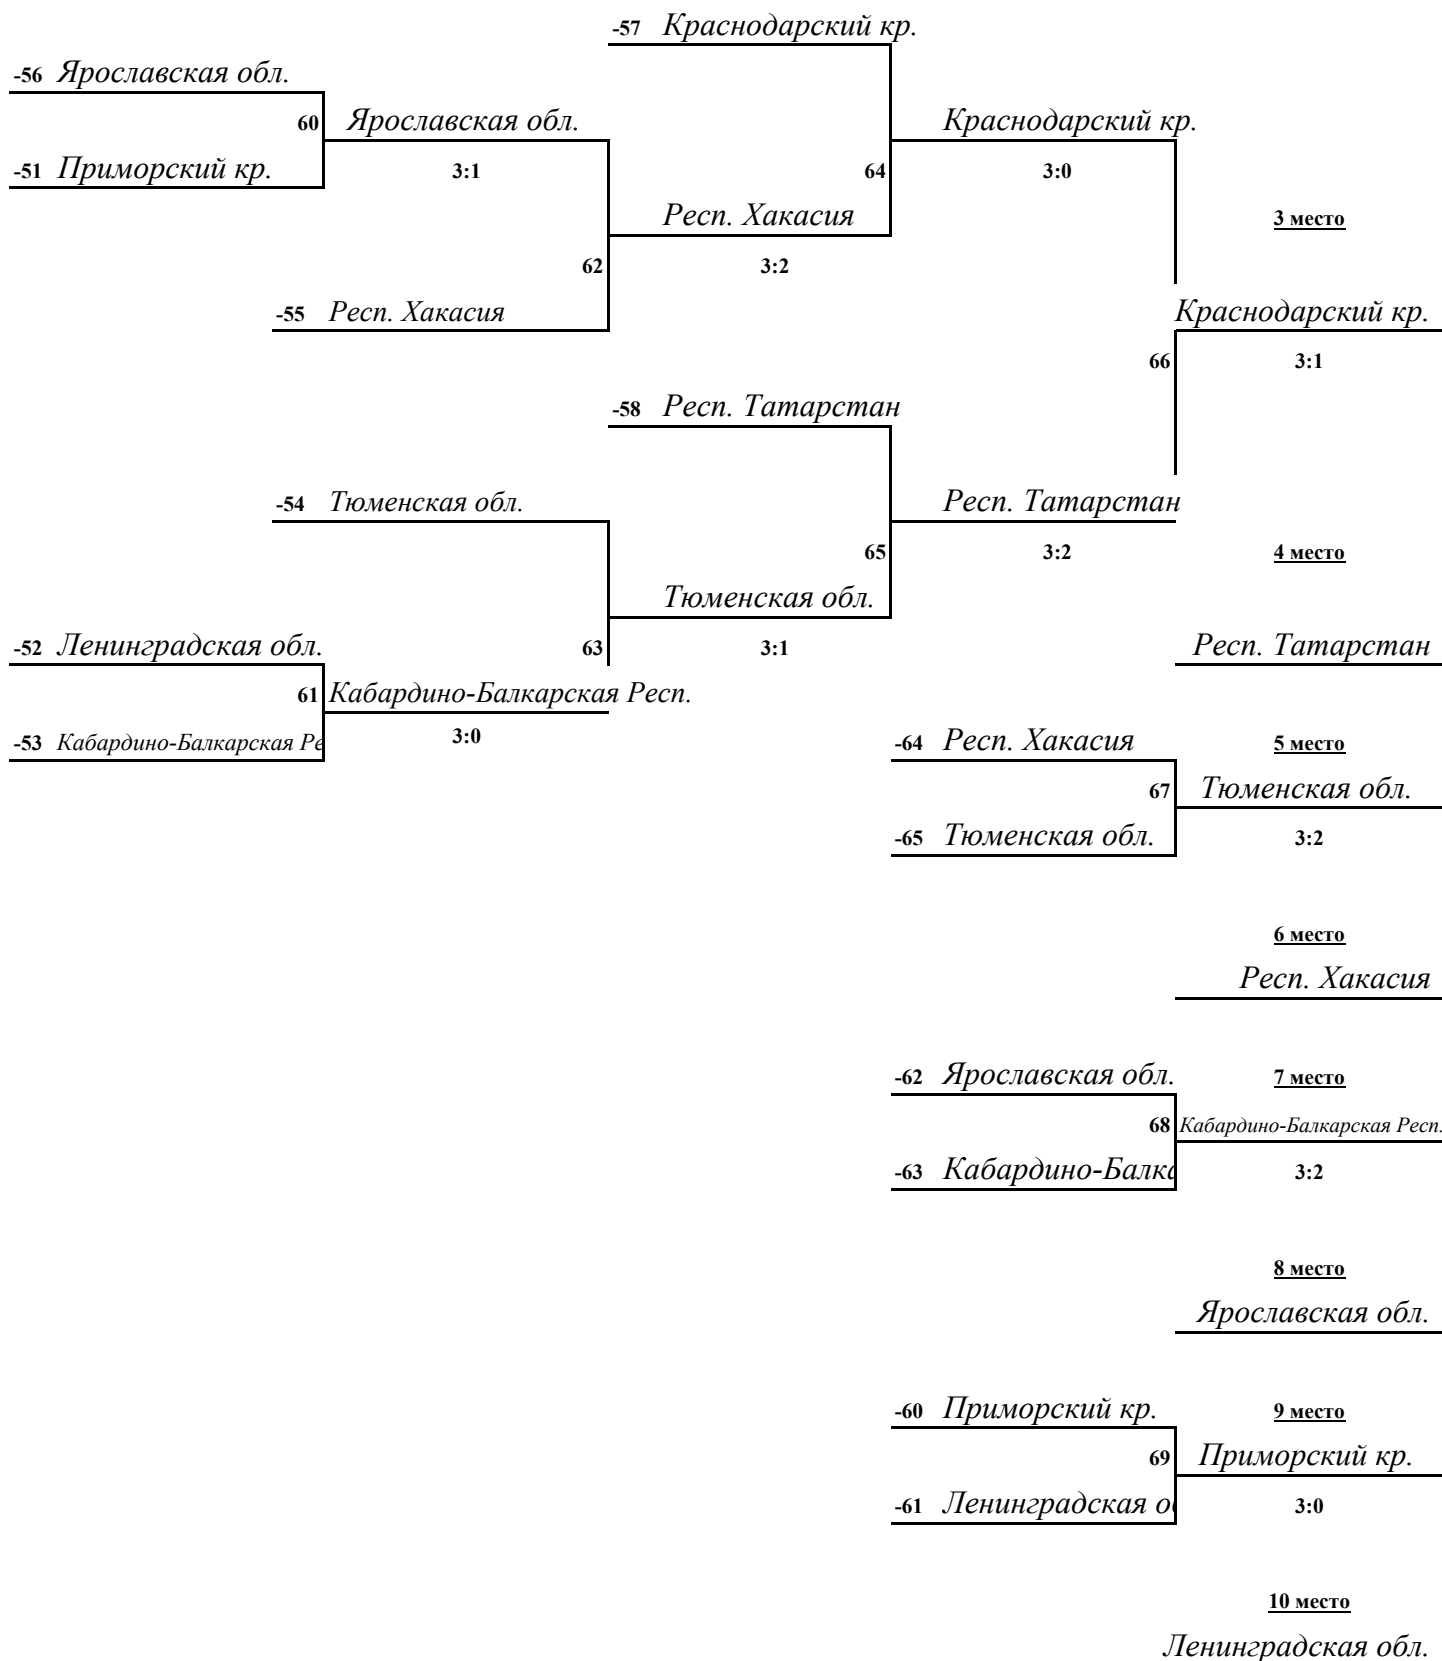 -57 Краснодарский кр.
-56 Ярославская обл.
60 Ярославская обл. Краснодарский кр.
-51 Приморский кр. 3:1 64 3:0
Респ. Хакасия 3 место
62 3:2
-55 Респ. Хакасия Краснодарский кр.
66 3:1
-58 Респ. Татарстан
-54 Тюменская обл. Респ. Татарстан
65 3:2 4 место
Тюменская обл.
-52 Ленинградская обл. 63 3:1 Респ. Татарстан
61 Кабардино-Балкарская Респ.
-53 Кабардино-Балкарская Ре 3:0 -64 Респ. Хакасия 5 место
67 Тюменская обл.
-65 Тюменская обл. 3:2
6 место
Респ. Хакасия
-62 Ярославская обл. 7 место
68 Кабардино-Балкарская Респ.
-63 Кабардино-Балка 3:2
8 место
Ярославская обл.
-60 Приморский кр. 9 место
69 Приморский кр.
-61 Ленинградская об 3:0
10 место
Ленинградская обл.